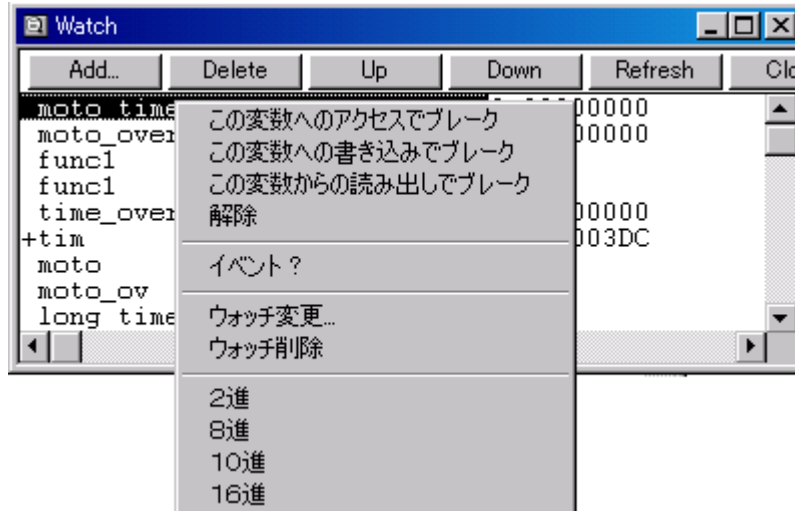 Watch
Add... Delete Up Down Refresh
moto_time 00000
moto_over 00000
func1
func1
time_over 00000
+tim 003DC
moto
moto_ov
long time
この変数へのアクセスでブレーク
この変数への書き込みでブレーク
この変数からの読み出しでブレーク
解除
イベント？
ウォッチ変更...
ウォッチ削除
2進
8進
10進
16進